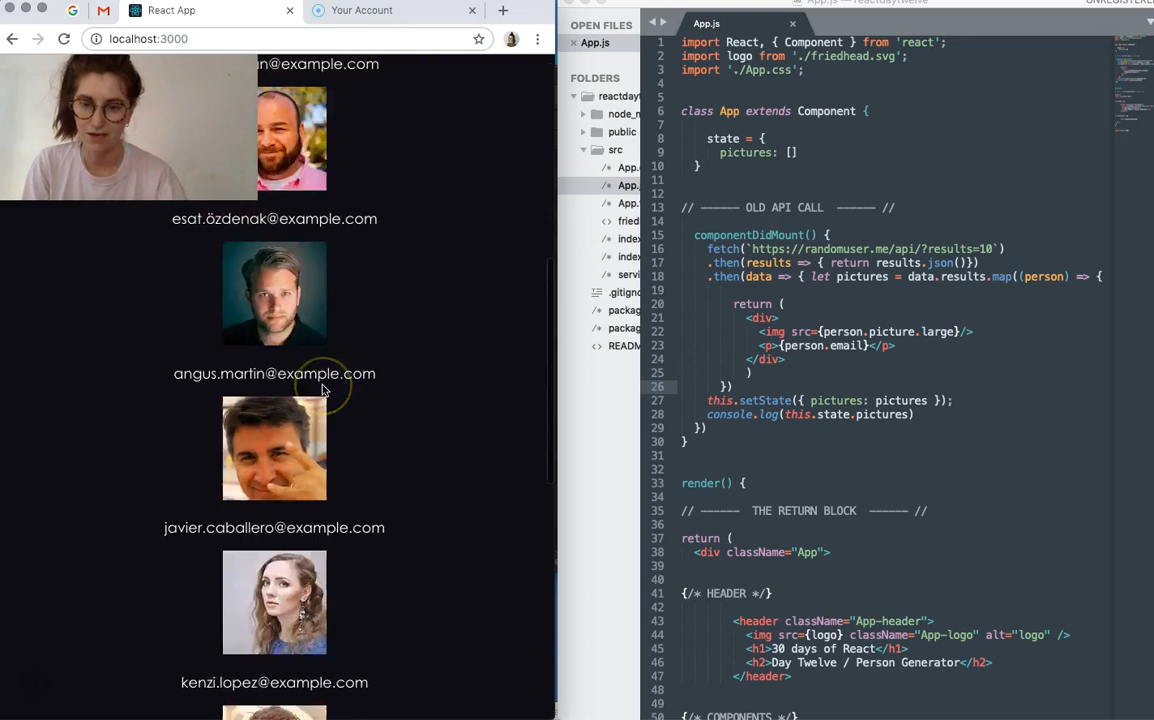 React App
Your Account
App.js — reactdaytwelve
UNREGISTERE
localhost:3000
OPEN FILES
App.js
FOLDERS
reactdaytw
node_n
public
src
App.
App.
App.
fried
index
index
servi
.gitignor
packag
packag
READM
App.js
1 import React, { Component } from 'react';
2 import logo from './friedhead.svg';
3 import './App.css';
4
5
6 class App extends Component {
7
8 state = {
9 pictures: []
10 }
11
12
13 // —————— OLD API CALL —————— //
14
15 componentDidMount() {
16 fetch(`https://randomuser.me/api/?results=10`)
17 .then(results => { return results.json()})
18 .then(data => { let pictures = data.results.map((person) => {
19
20 return (
21 <div>
22 <img src={person.picture.large}/>
23 <p>{person.email}</p>
24 </div>
25 )
26 })
27 this.setState({ pictures: pictures });
28 console.log(this.state.pictures)
29 })
30 }
31
32
33 render() {
34
35 // —————— THE RETURN BLOCK —————— //
36
37 return (
38 <div className="App">
39
40
41 {/* HEADER */}
42
43 <header className="App-header">
44 <img src={logo} className="App-logo" alt="logo" />
45 <h1>30 days of React</h1>
46 <h2>Day Twelve / Person Generator</h2>
47 </header>
48
49
50 {/* COMPONENTS */}
in@example.com
esat.özdenak@example.com
angus.martin@example.com
javier.caballero@example.com
kenzi.lopez@example.com